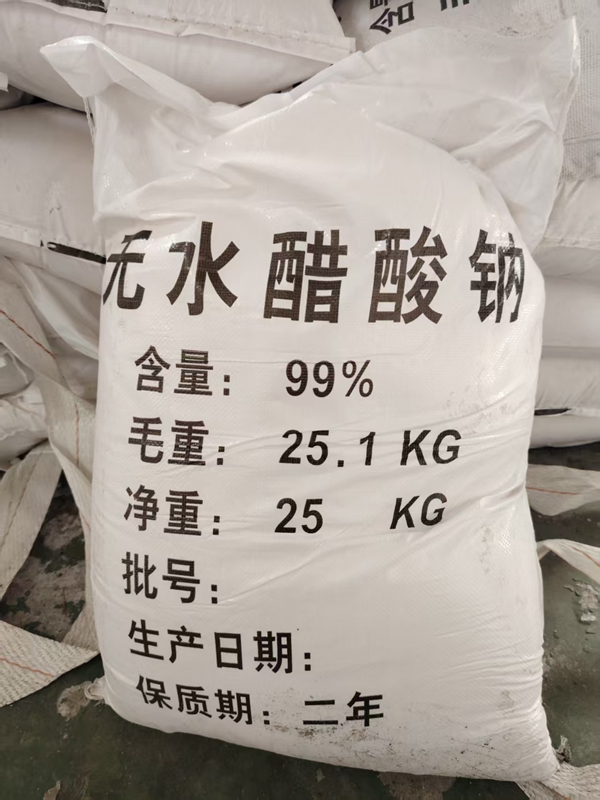 无水醋酸钠
含量: 99%
毛重: 25.1 KG
净重: 25 KG
批号:
生产日期:
保质期: 二年